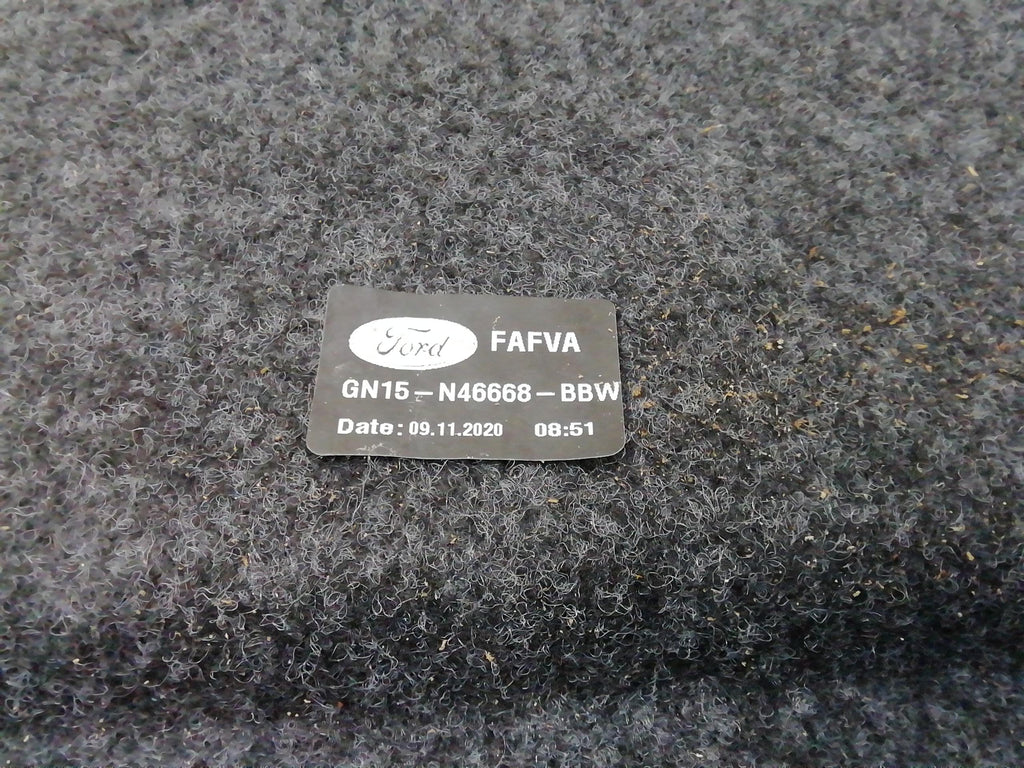 Ford FAFVA
GN15-N46668-BBW
Date: 09.11.2020 08:51